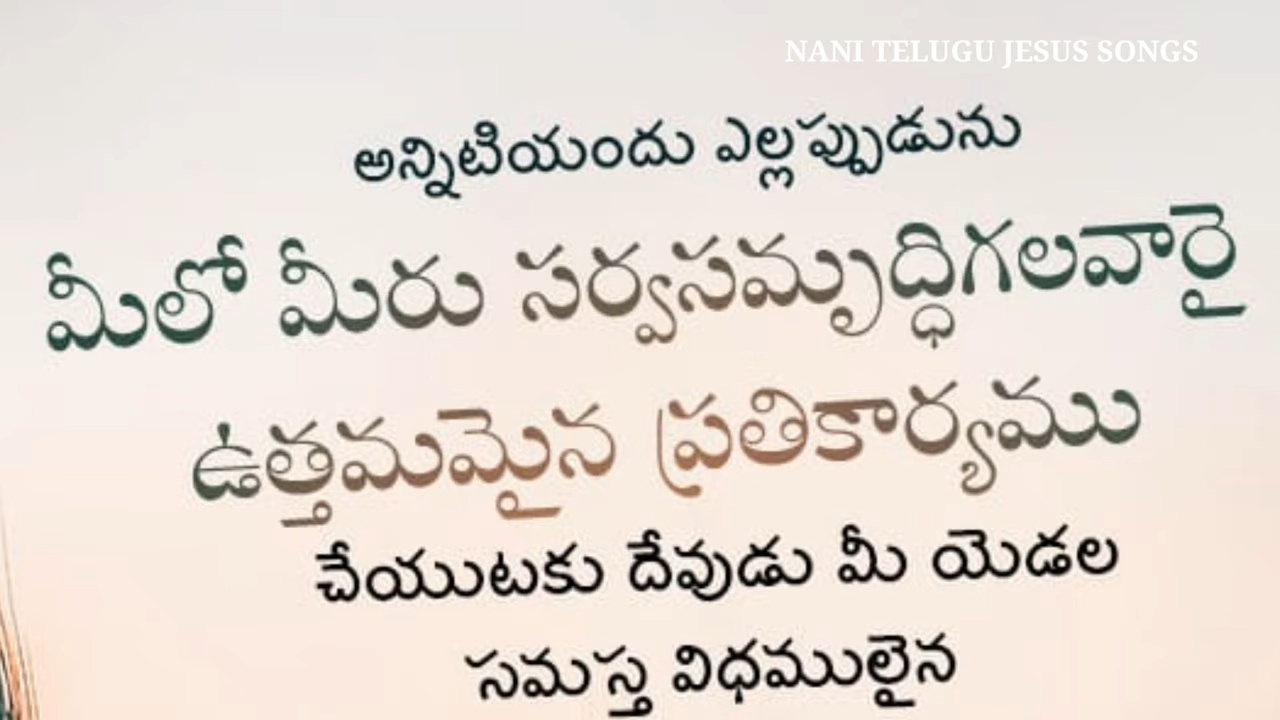 NANI TELUGU JESUS SONGS
అన్నిటియందు ఎల్లప్పుడును
మీలో మీరు సర్వసమృద్ధిగలవారై
ఉత్తమమైన ప్రతికార్యము
చేయుటకు దేవుడు మీ యెడల
సమస్త విధములైన